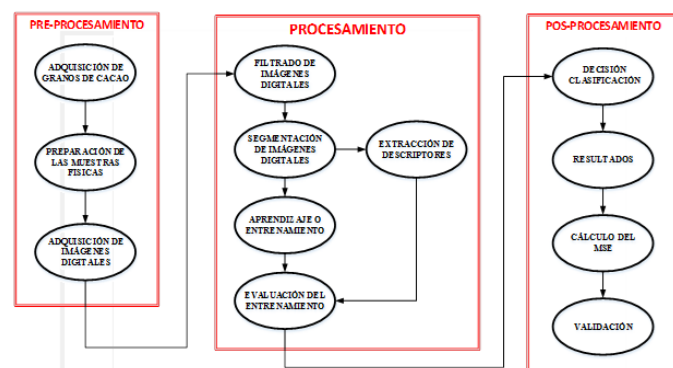 PRE-PROCESAMIENTO
ADQUISICIÓN DE
GRANOS DE CACAO
PREPARACIÓN DE
LAS MUESTRAS
FISICAS
ADQUISICIÓN DE
IMÁGENES
DIGITALES
PROCESAMIENTO
FILTRADO DE
IMÁGENES
DIGITALES
SEGMENTACIÓN
DE IMÁGENES
DIGITALES
EXTRACCIÓN DE
DESCRIPTORES
APRENDIZAJE O
ENTRENAMIENTO
EVALUACIÓN DEL
ENTRENAMIENTO
POS-PROCESAMIENTO
DECISIÓN
CLASIFICACIÓN
RESULTADOS
CÁLCULO DEL
MSE
VALIDACIÓN